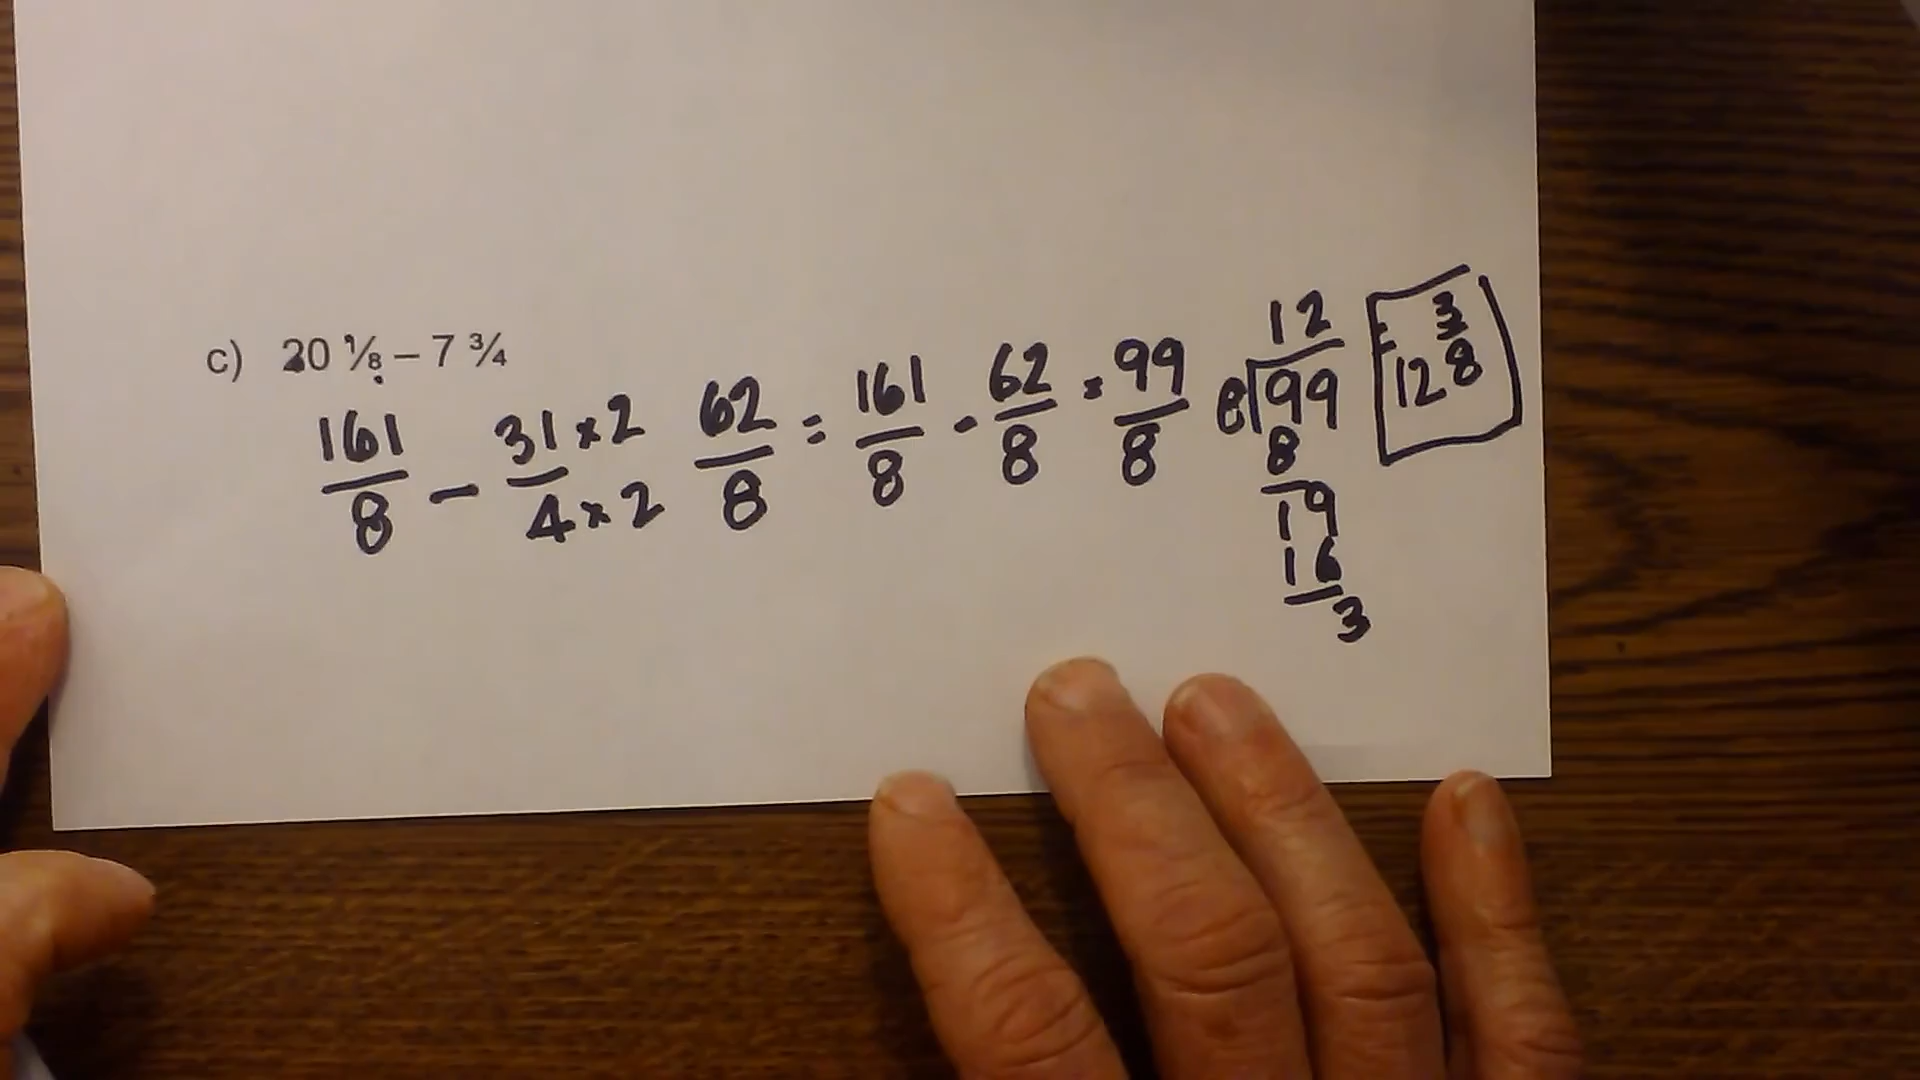 c) 20 ⅛ – 7 ¾
161/8 – 31/4 × 2/× 2 62/8 = 161/8 - 62/8 = 99/8
12
8)99
8
19
16
3
= 12 3/8